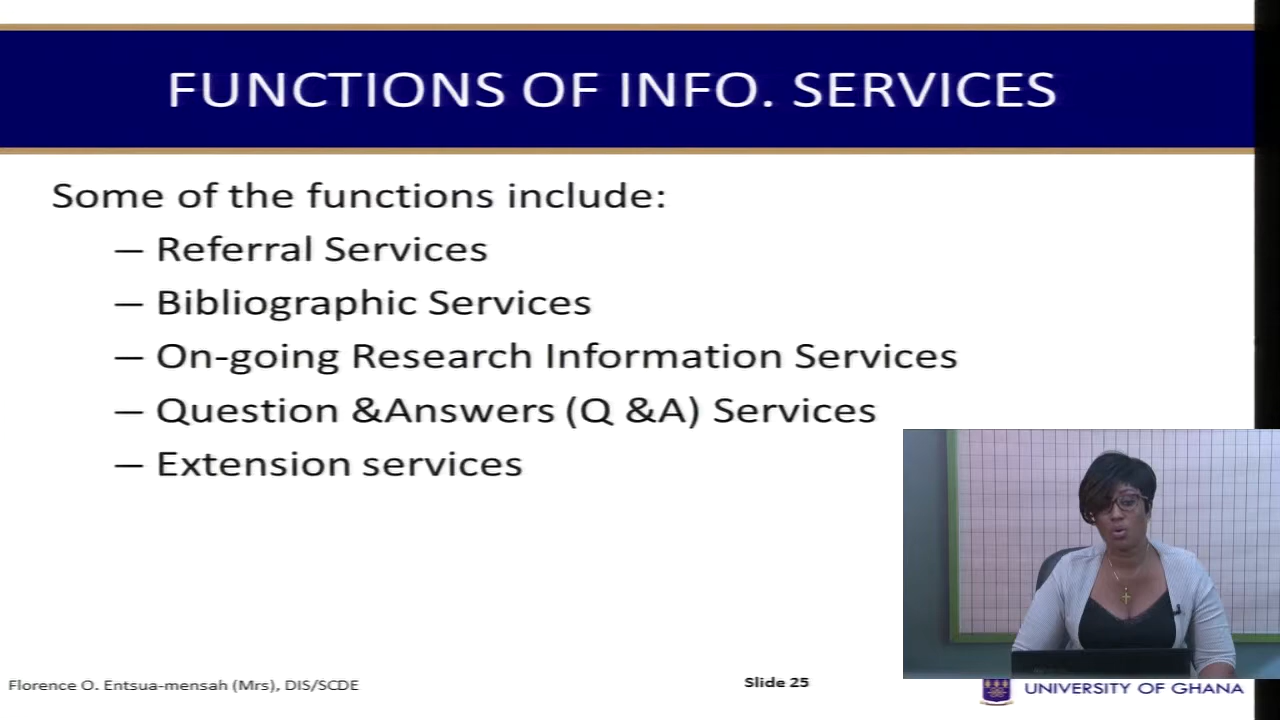 FUNCTIONS OF INFO. SERVICES
Some of the functions include:
– Referral Services
– Bibliographic Services
– On-going Research Information Services
– Question &Answers (Q &A) Services
– Extension services
Florence O. Entsua-mensah (Mrs), DIS/SCDE
Slide 25
UNIVERSITY OF GHANA